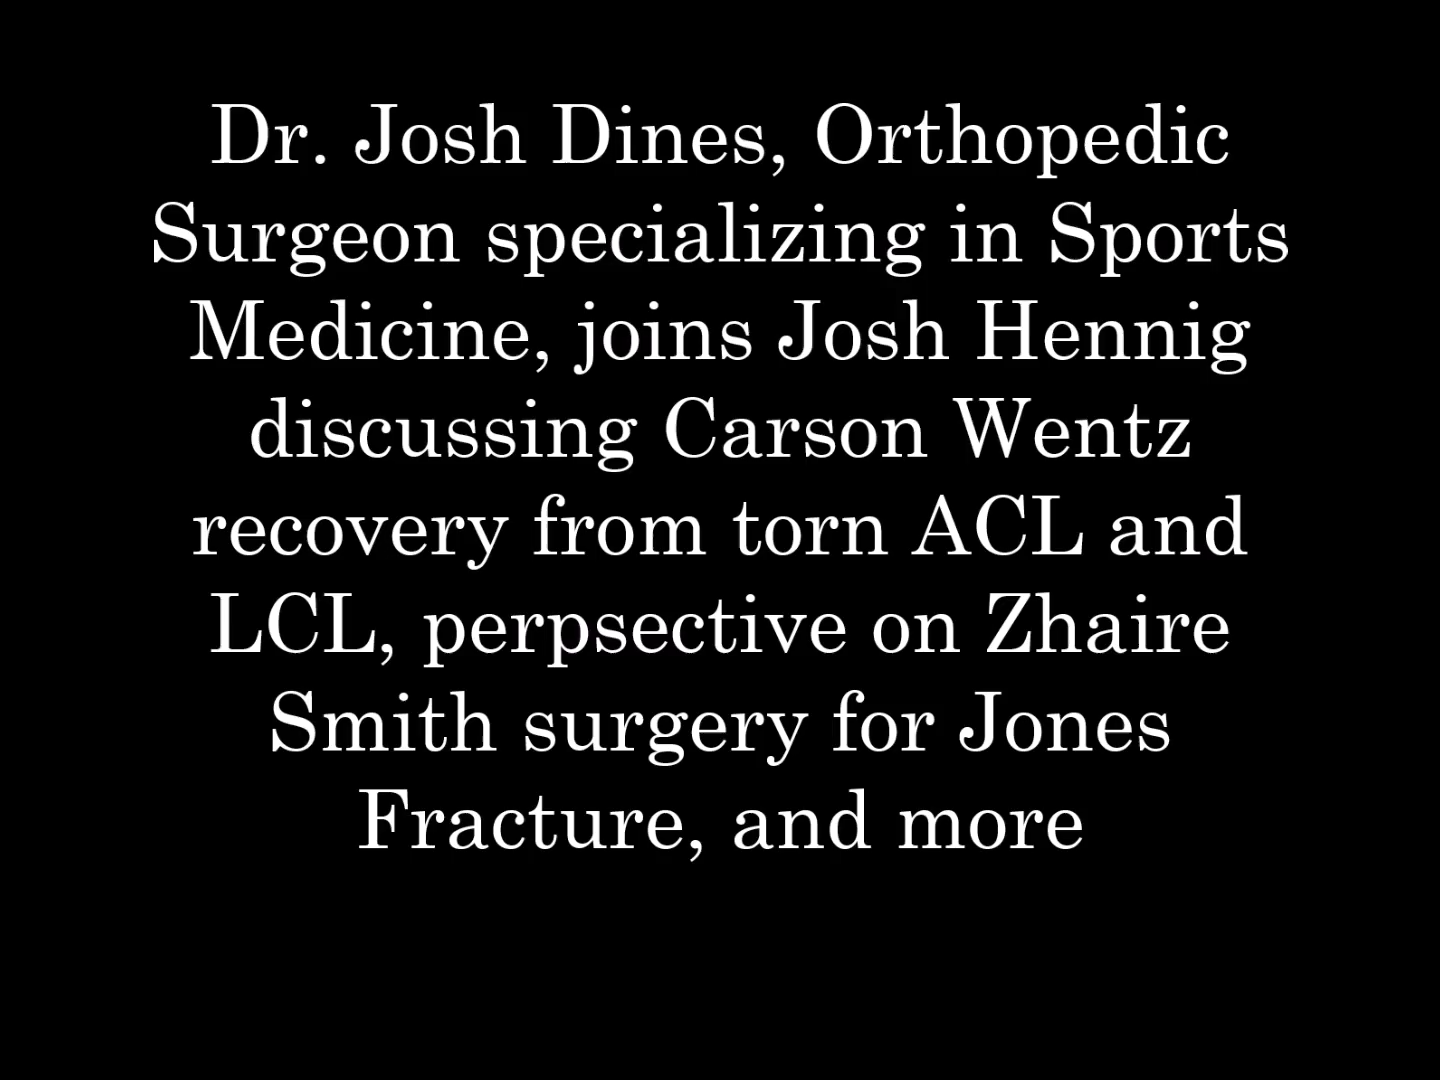 Dr. Josh Dines, Orthopedic
Surgeon specializing in Sports
Medicine, joins Josh Hennig
discussing Carson Wentz
recovery from torn ACL and
LCL, perpsective on Zhaire
Smith surgery for Jones
Fracture, and more